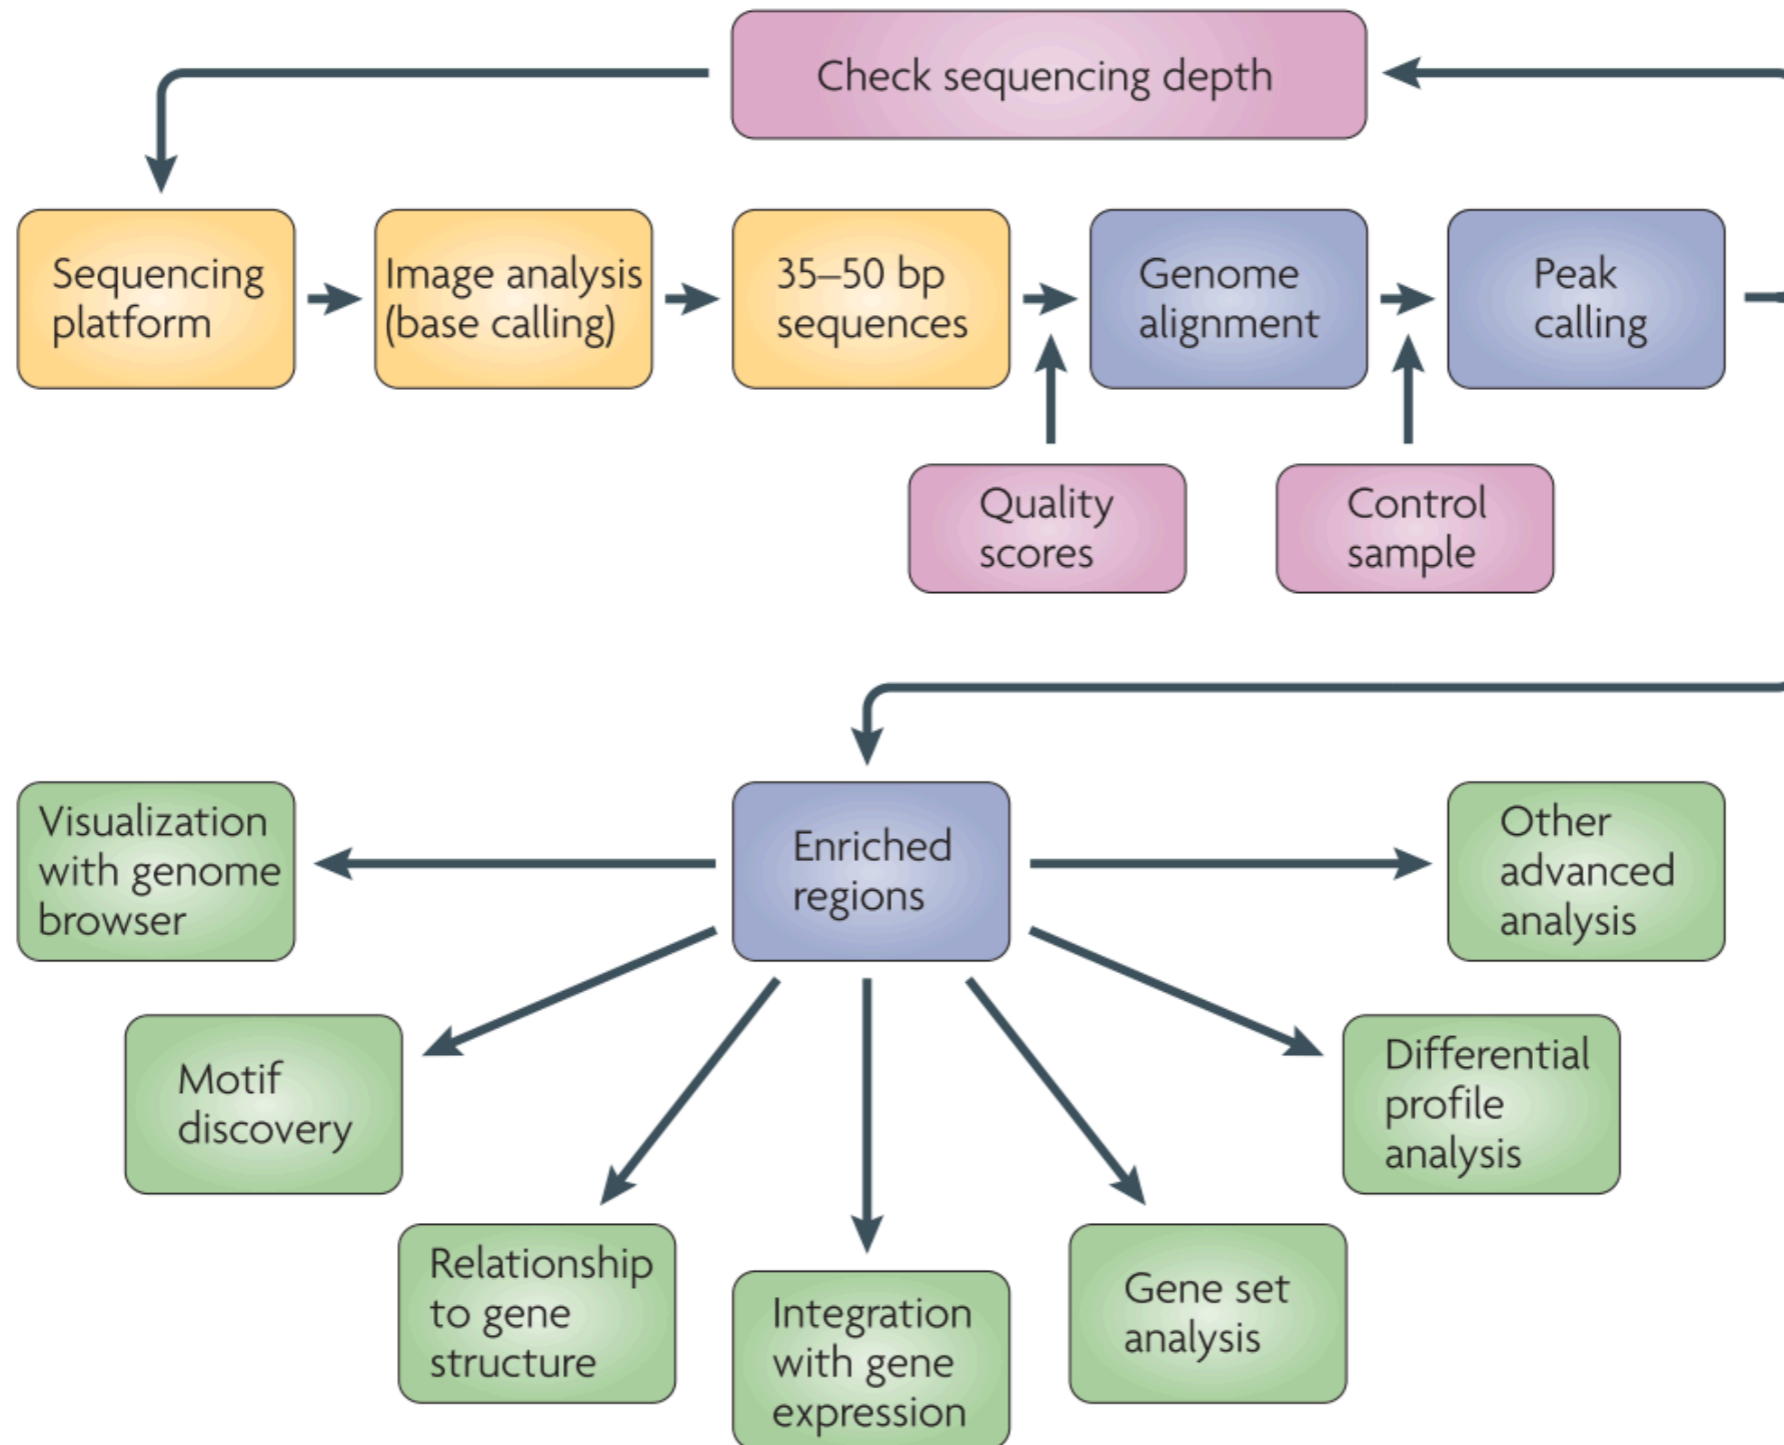 Check sequencing depth
Sequencing
platform
Image analysis
(base calling)
35–50 bp
sequences
Genome
alignment
Peak
calling
Quality
scores
Control
sample
Enriched
regions
Visualization
with genome
browser
Other
advanced
analysis
Motif
discovery
Differential
profile
analysis
Relationship
to gene
structure
Integration
with gene
expression
Gene set
analysis